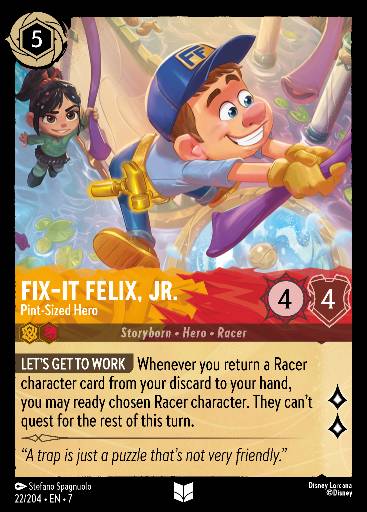 5
FF
FIX-IT FELIX, JR.
Pint-Sized Hero
4
4
Storyborn • Hero • Racer
LET'S GET TO WORK Whenever you return a Racer
character card from your discard to your hand,
you may ready chosen Racer character. They can't
quest for the rest of this turn.
"A trap is just a puzzle that's not very friendly."
Stefano Spagnuolo
22/204 • EN • 7
Disney Lorcana
©Disney